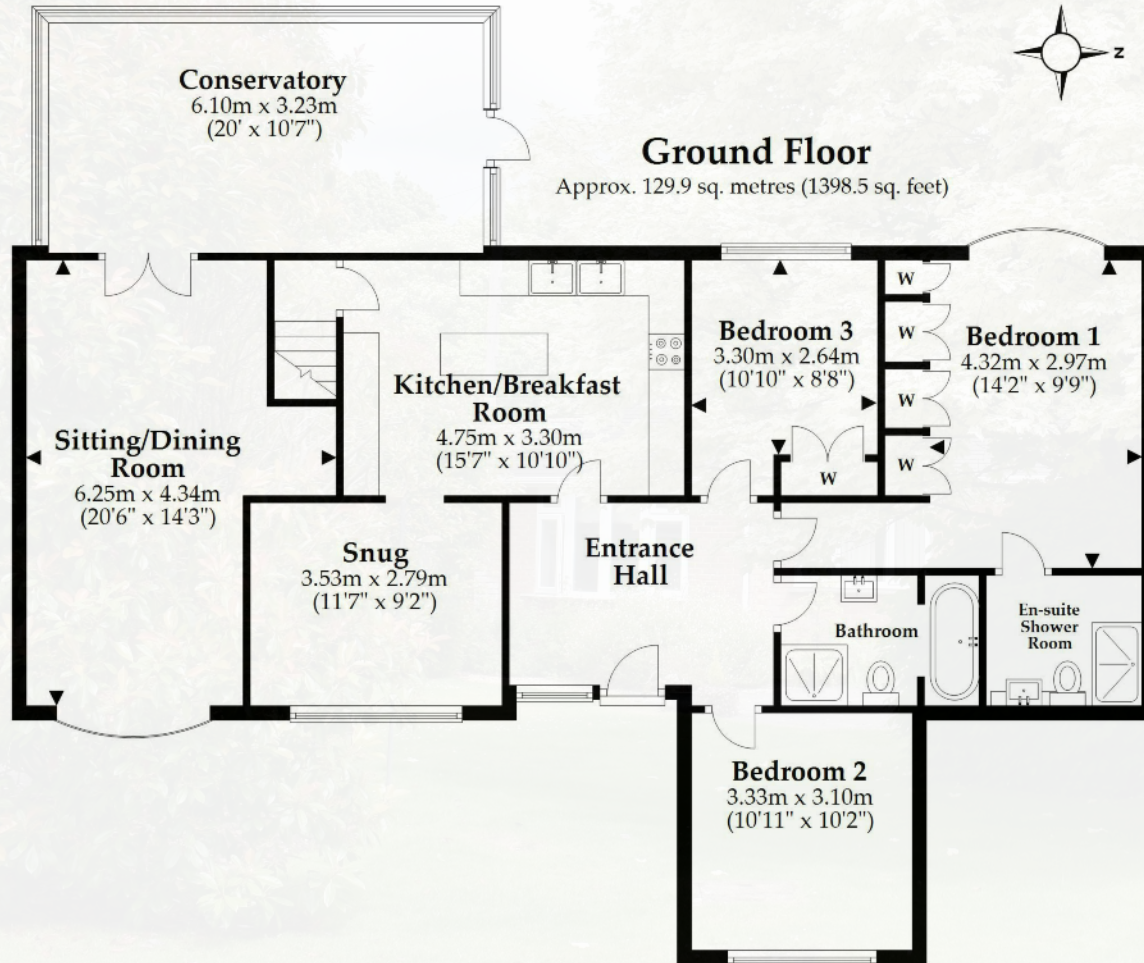 Conservatory
6.10m x 3.23m
(20' x 10'7")
Z
Ground Floor
Approx. 129.9 sq. metres (1398.5 sq. feet)
W
W
W
W
Bedroom 1
4.32m x 2.97m
(14'2" x 9'9")
Bedroom 3
3.30m x 2.64m
(10'10" x 8'8")
W
Kitchen/Breakfast
Room
4.75m x 3.30m
(15'7" x 10'10")
Sitting/Dining
Room
6.25m x 4.34m
(20'6" x 14'3")
Snug
3.53m x 2.79m
(11'7" x 9'2")
Entrance
Hall
Bathroom
En-suite
Shower
Room
Bedroom 2
3.33m x 3.10m
(10'11" x 10'2")